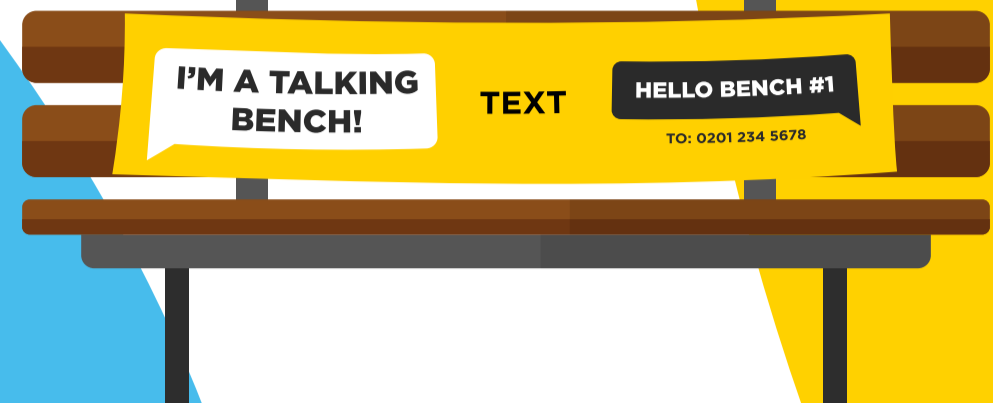 I'M A TALKING
BENCH!
TEXT
HELLO BENCH #1
TO: 0201 234 5678